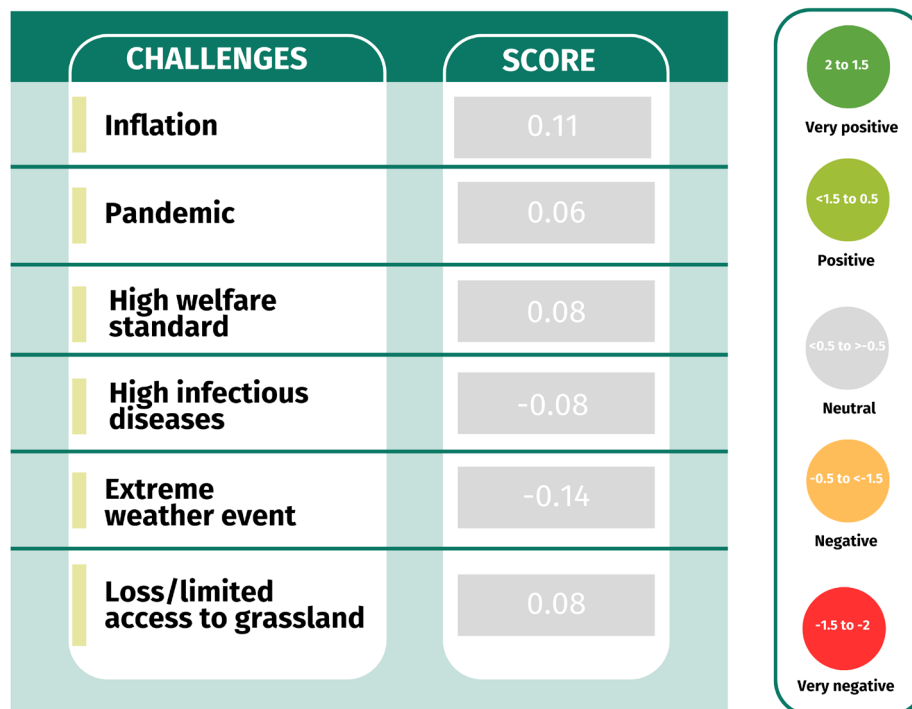 CHALLENGES SCORE
Inflation 0.11
Pandemic 0.06
High welfare
standard 0.08
High infectious
diseases -0.08
Extreme
weather event -0.14
Loss/limited
access to grassland 0.08
2 to 1.5
Very positive
<1.5 to 0.5
Positive
<0.5 to >-0.5
Neutral
-0.5 to <-1.5
Negative
-1.5 to -2
Very negative